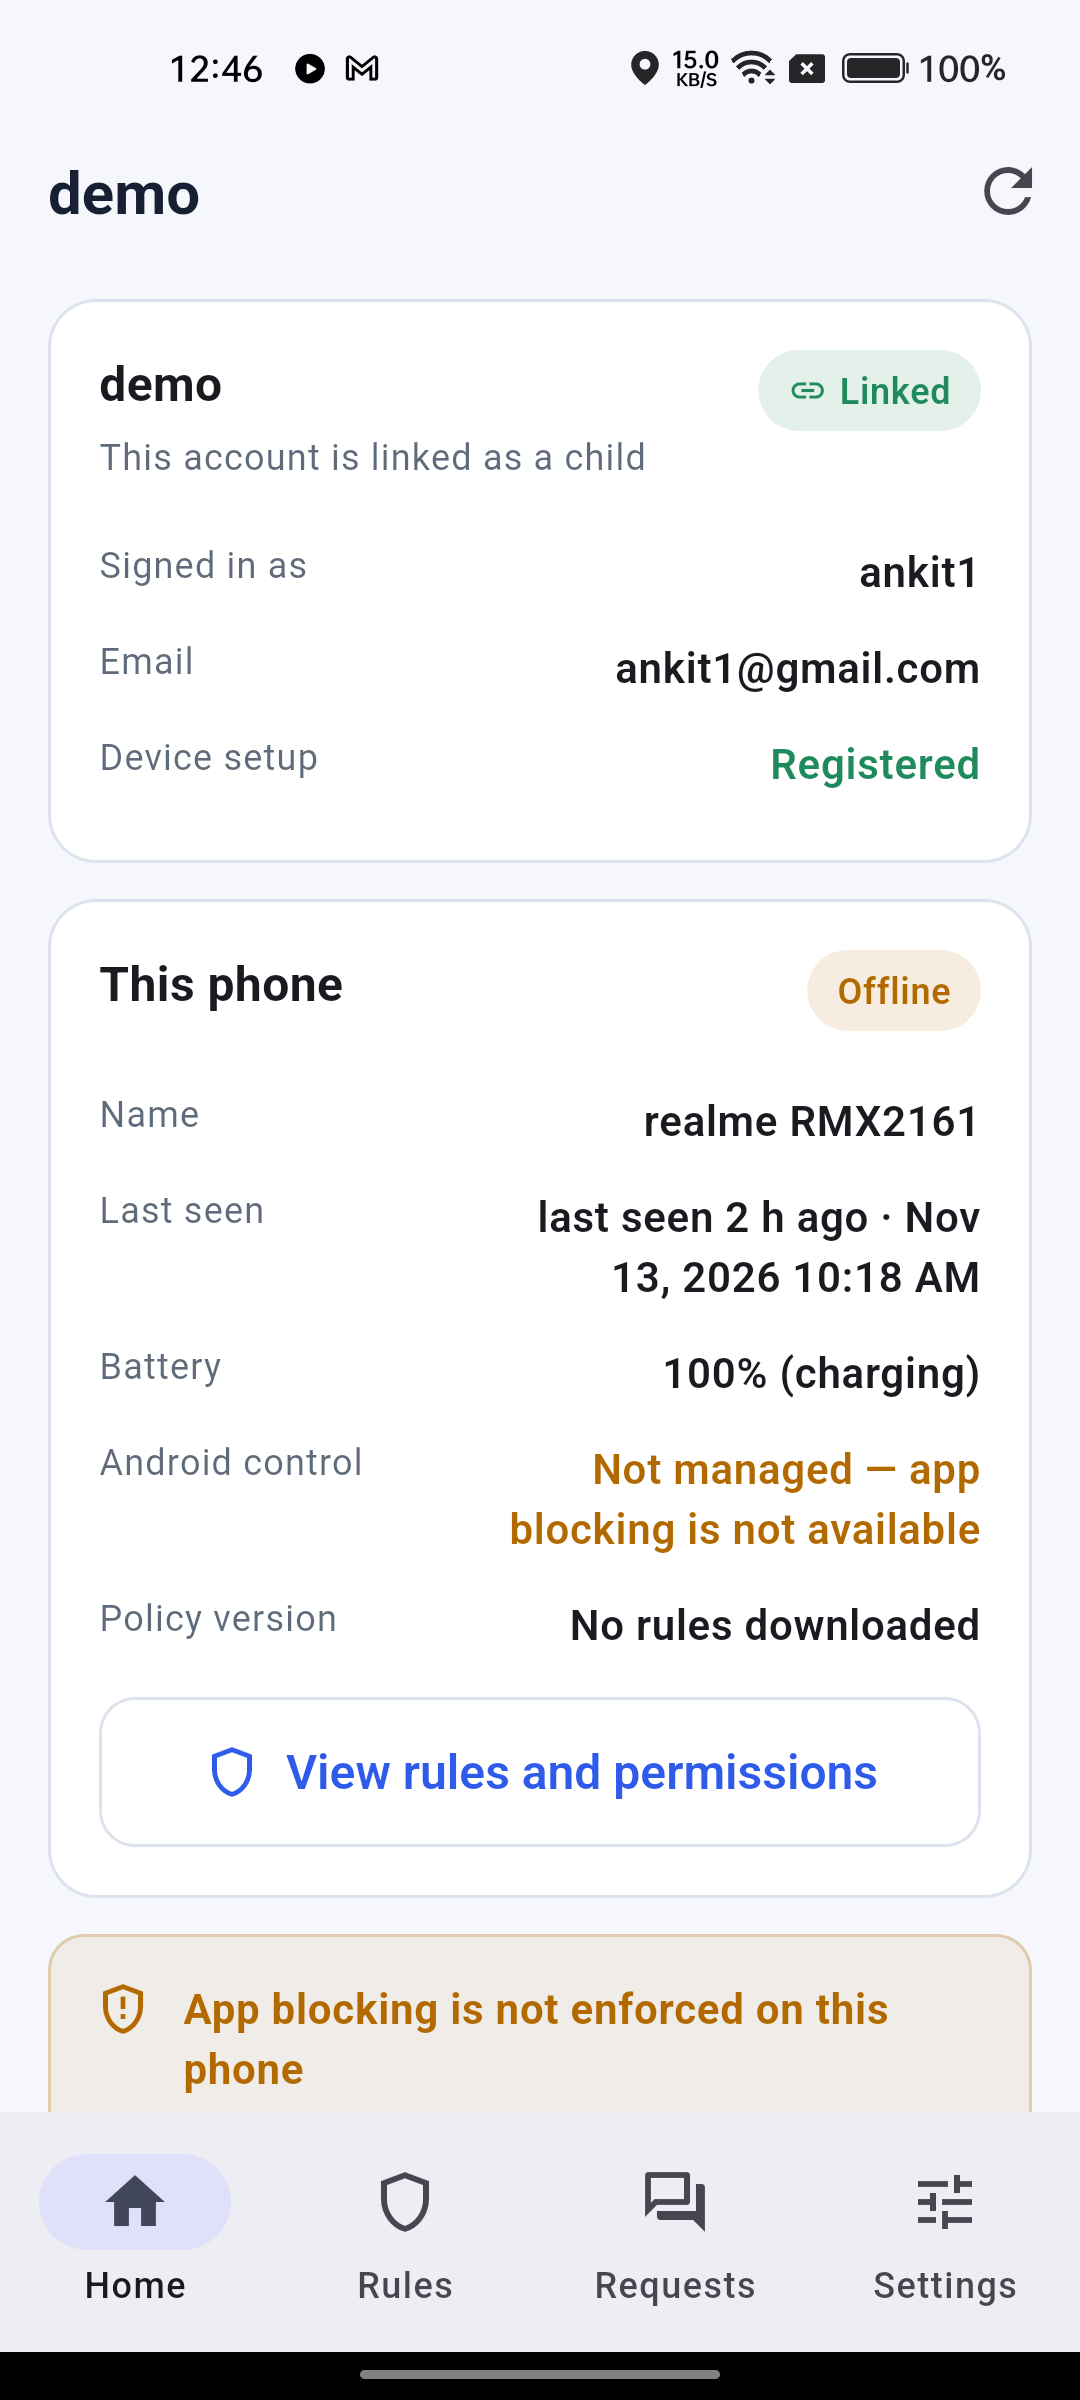 12:46
15.0
KB/S
100%
demo
demo
Linked
This account is linked as a child
Signed in as
ankit1
Email
ankit1@gmail.com
Device setup
Registered
This phone
Offline
Name
realme RMX2161
Last seen
last seen 2 h ago · Nov
13, 2026 10:18 AM
Battery
100% (charging)
Android control
Not managed — app
blocking is not available
Policy version
No rules downloaded
View rules and permissions
App blocking is not enforced on this
phone
Home
Rules
Requests
Settings